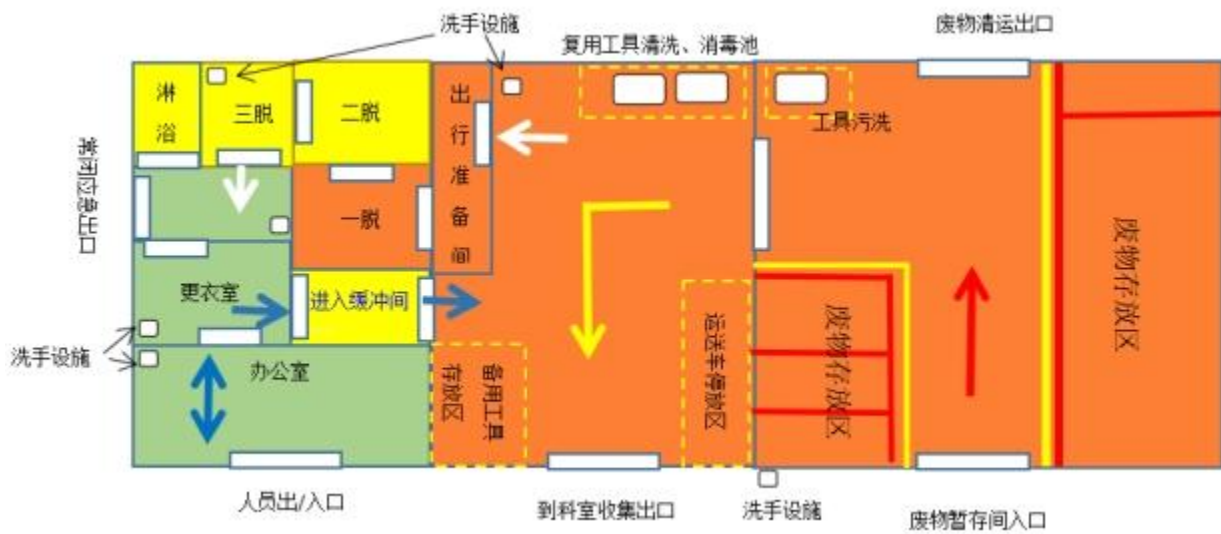 洗手设施
废物清运出口
复用工具清洗、消毒池
淋浴
三脱
二脱
出行准备间
工具污洗
常闭应急出口
一脱
废物存放区
更衣室
进入缓冲间
运送车停放区
废物存放区
洗手设施
办公室
备用工具
存放区
人员出/入口
到科室收集出口
洗手设施
废物暂存间入口